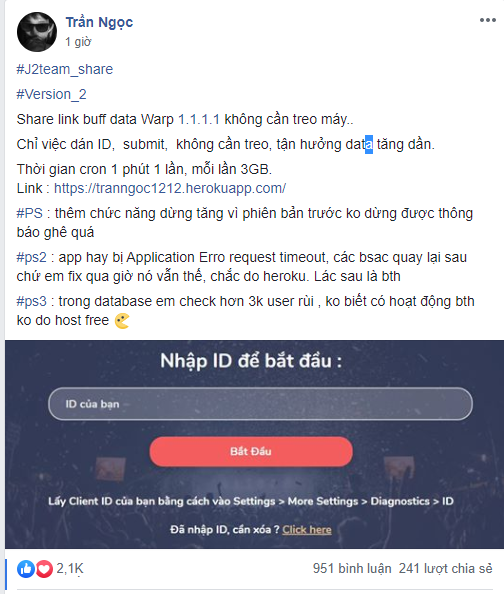 Trần Ngọc
1 giờ
#J2team_share
#Version_2
Share link buff data Warp 1.1.1.1 không cần treo máy..
Chỉ việc dán ID, submit, không cần treo, tận hưởng data tăng dần.
Thời gian cron 1 phút 1 lần, mỗi lần 3GB.
Link : https://tranngoc1212.herokuapp.com/
#PS : thêm chức năng dừng tăng vì phiên bản trước ko dừng được thông
báo ghê quá
#ps2 : app hay bị Application Erro request timeout, các bsac quay lại sau
chứ em fix qua giờ nó vẫn thế, chắc do heroku. Lác sau là bth
#ps3 : trong database em check hơn 3k user rùi , ko biết có hoạt động bth
ko do host free
Nhập ID để bắt đầu :
ID của bạn
Bắt Đầu
Lấy Client ID của bạn bằng cách vào Settings > More Settings > Diagnostics > ID
Đã nhập ID, cần xóa ? Click here
2,1K
951 bình luận 241 lượt chia sẻ